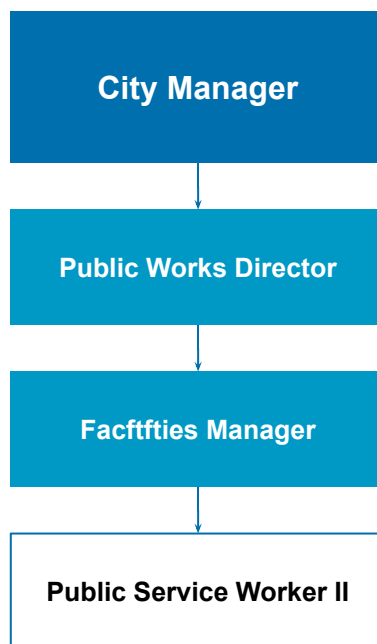 City Manager
Public Works Director
Facftfties Manager
Public Service Worker II